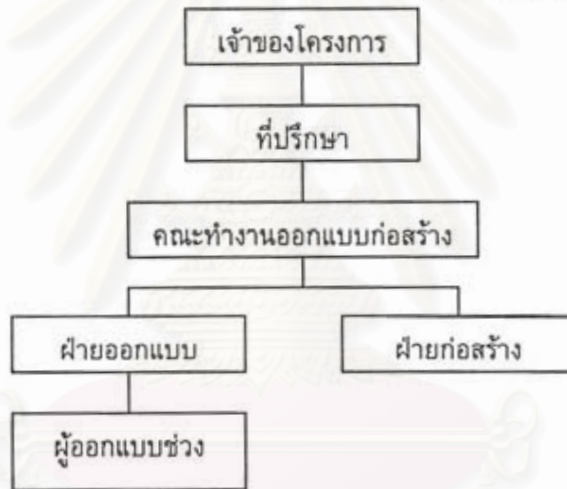 เจ้าของโครงการ
ที่ปรึกษา
คณะทำงานออกแบบก่อสร้าง
ฝ่ายออกแบบ
ฝ่ายก่อสร้าง
ผู้ออกแบบช่วง